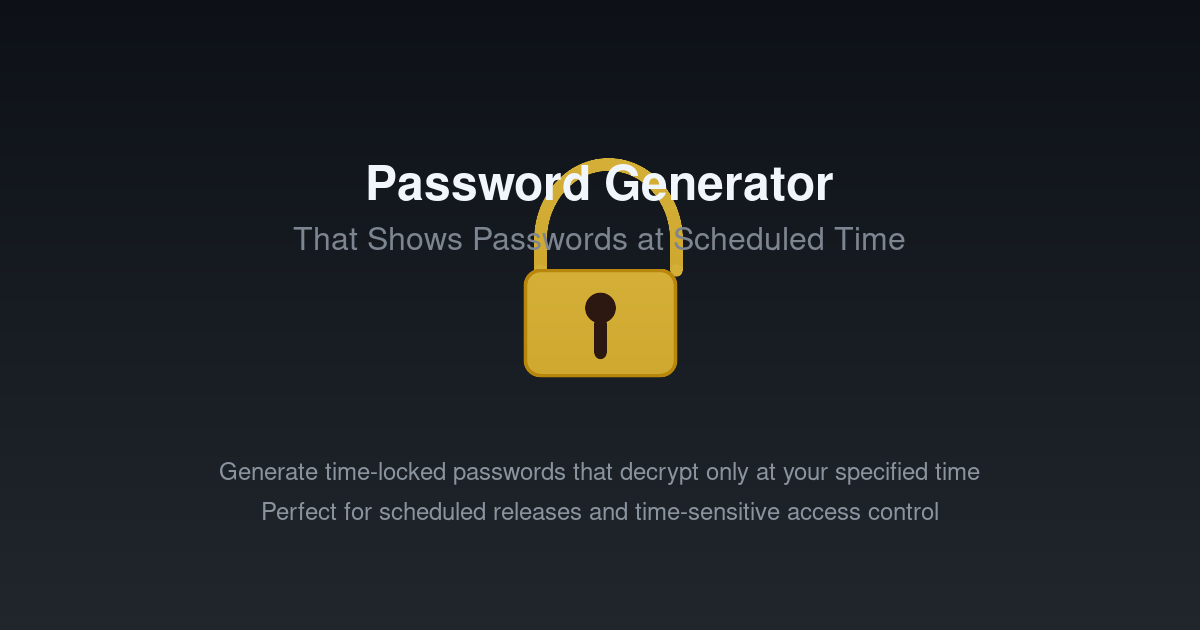 Password Generator
That Shows Passwords at Scheduled Time
Generate time-locked passwords that decrypt only at your specified time
Perfect for scheduled releases and time-sensitive access control